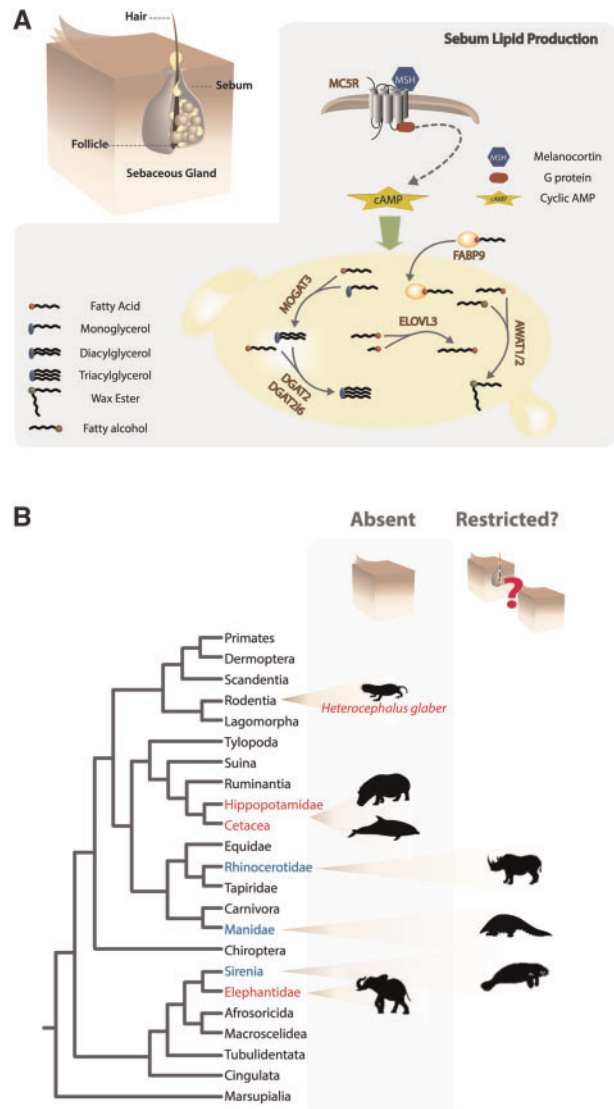 A
Hair
Sebum
Follicle
Sebaceous Gland
Sebum Lipid Production
MC5R
MSH
MSH
Melanocortin
G protein
cAMP
Cyclic AMP
cAMP
FABP9
MOGAT3
ELOVL3
AWAT1/2
DGAT2
DGAT2l6
Fatty Acid
Monoglycerol
Diacylglycerol
Triacylglycerol
Wax Ester
Fatty alcohol
B
Absent
Restricted?
?
Primates
Dermoptera
Scandentia
Rodentia
Heterocephalus glaber
Lagomorpha
Tylopoda
Suina
Ruminantia
Hippopotamidae
Cetacea
Equidae
Rhinocerotidae
Tapiridae
Carnivora
Manidae
Chiroptera
Sirenia
Elephantidae
Afrosoricida
Macroscelidea
Tubulidentata
Cingulata
Marsupialia